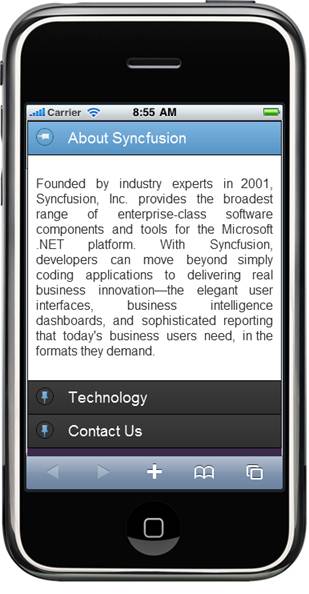 Carrier 8:55 AM
About Syncfusion
Founded by industry experts in 2001,
Syncfusion, Inc. provides the broadest
range of enterprise-class software
components and tools for the Microsoft
.NET platform. With Syncfusion,
developers can move beyond simply
coding applications to delivering real
business innovation—the elegant user
interfaces, business intelligence
dashboards, and sophisticated reporting
that today's business users need, in the
formats they demand.
Technology
Contact Us